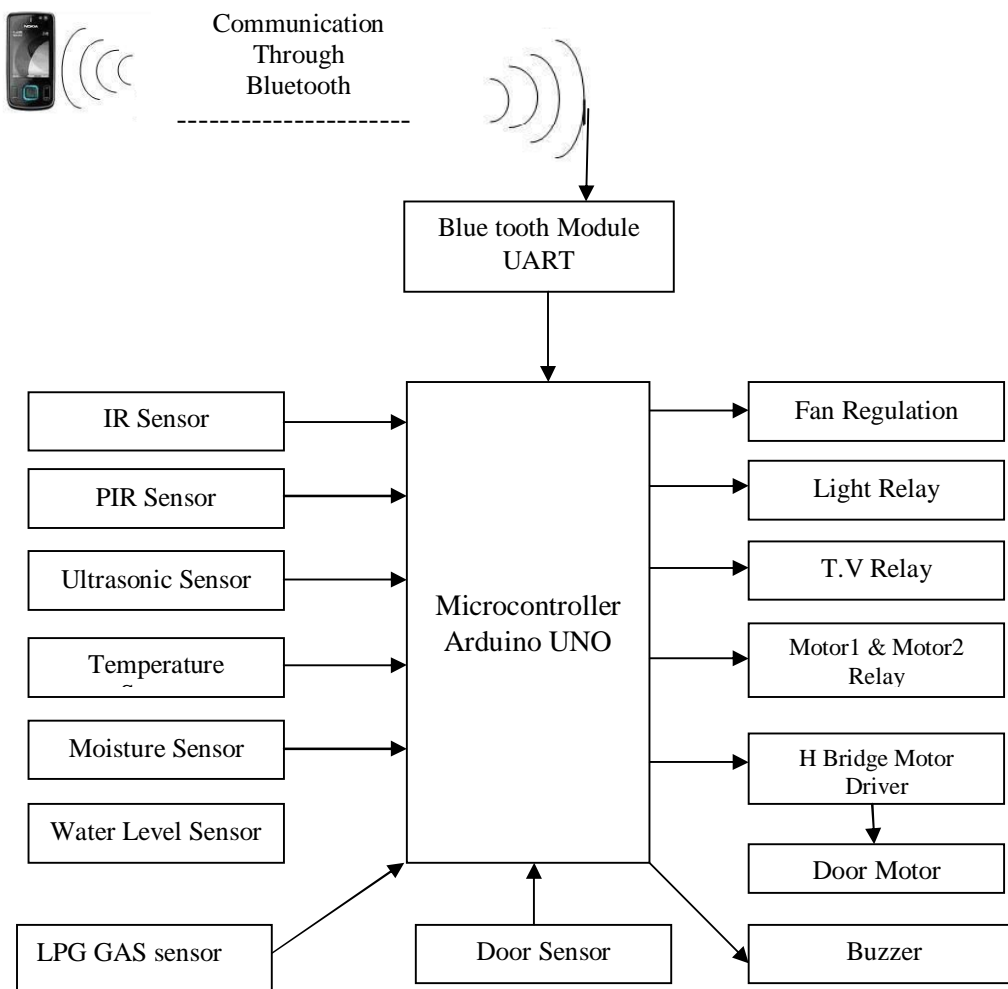 Communication
Through
Bluetooth
----------------------
NOKIA
Blue tooth Module
UART
IR Sensor
PIR Sensor
Ultrasonic Sensor
Temperature
Moisture Sensor
Water Level Sensor
LPG GAS sensor
Microcontroller
Arduino UNO
Door Sensor
Fan Regulation
Light Relay
T.V Relay
Motor1 & Motor2
Relay
H Bridge Motor
Driver
Door Motor
Buzzer